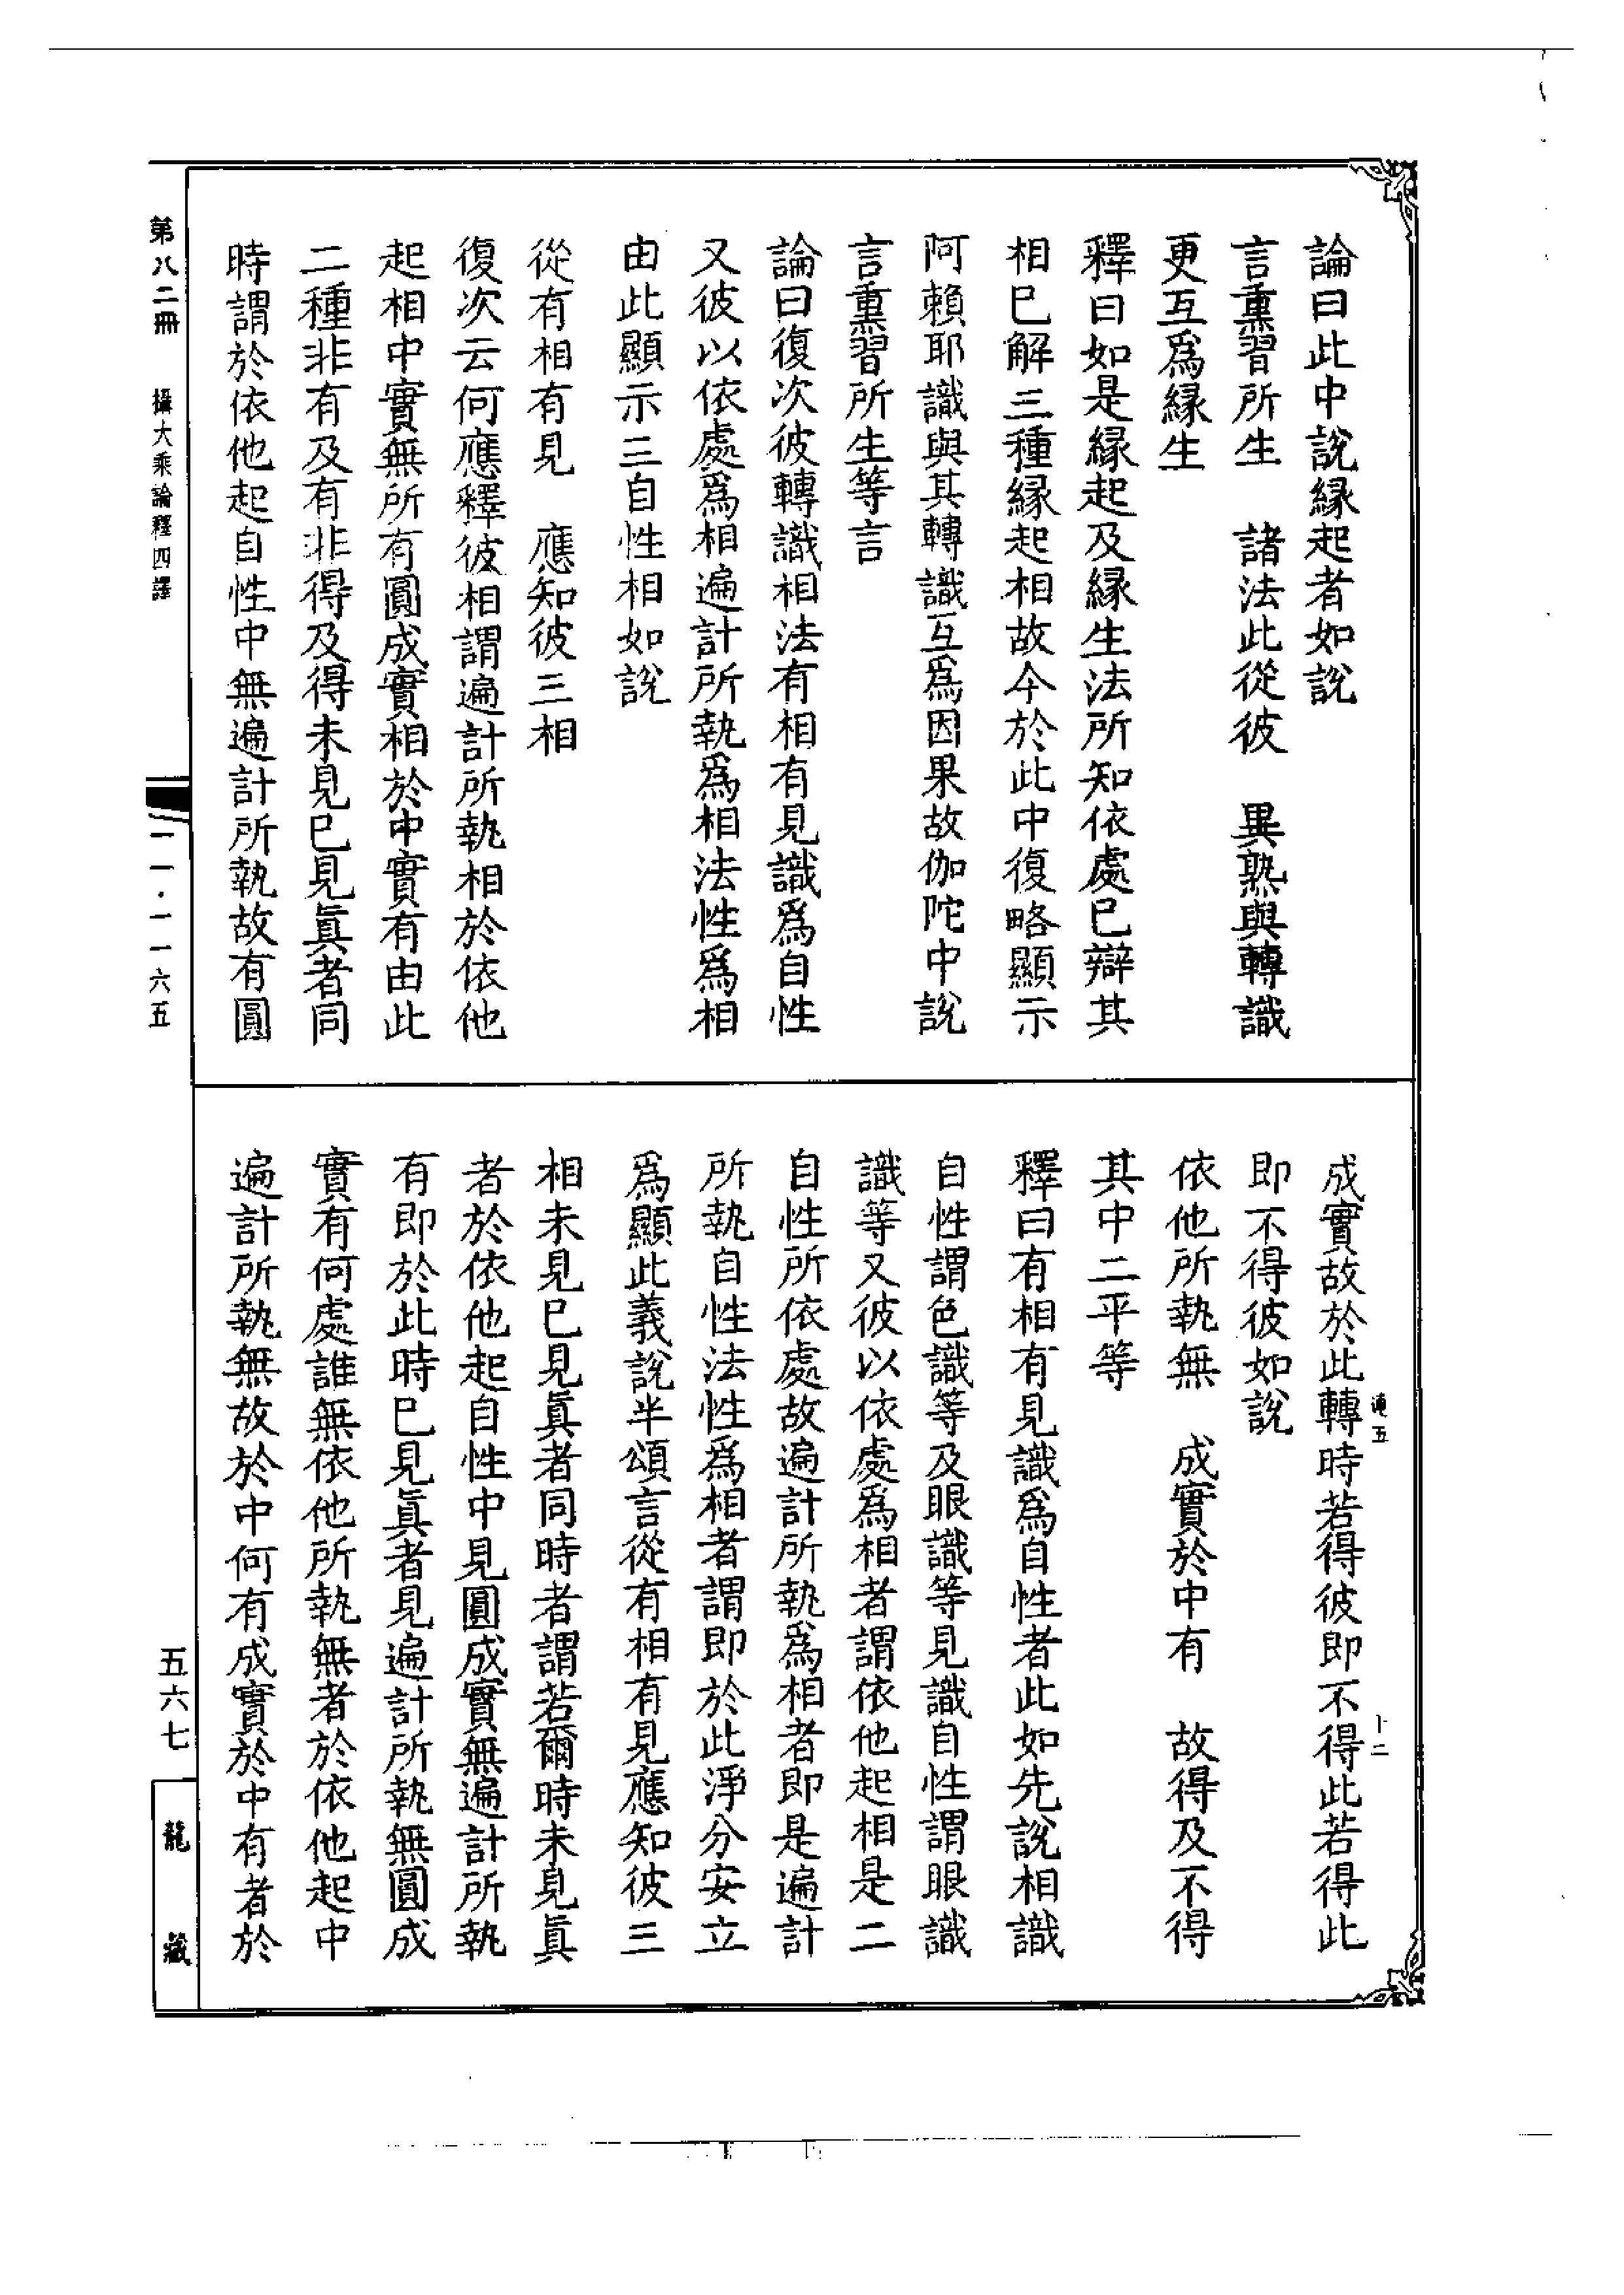 論曰此中說緣起者如說
言熏習所生　諸法此從彼　異熟與轉識
更互爲緣生
釋曰如是緣起及緣生法所知依處巳辯其
相巳解三種緣起相故今於此中復略顯示
阿賴耶識與其轉識互爲因果故伽陀中說
言熏習所生等言
論曰復次彼轉識相法有相有見識爲自性
又彼以依處爲相遍計所執爲相法性爲相
由此顯示三自性相如說
從有相有見　應知彼三相
復次云何應釋彼相謂遍計所執相於依他
起相中實無所有圓成實相於中實有由此
二種非有及有非得及得未見巳見眞者同
時謂於依他起自性中無遍計所執故有圓
成實故於此轉時若得彼即不得此若得此
即不得彼如說
依他所執無　成實於中有　故得及不得
其中二平等
釋曰有相有見識爲自性者此如先說相識
自性謂色識等及眼識等見識自性謂眼識
識等又彼以依處爲相者謂依他起相是二
自性所依處故遍計所執爲相者即是遍計
所執自性法性爲相者謂即於此淨分安立
爲顯此義說半頌言從有相有見應知彼三
相未見巳見眞者同時者謂若爾時未見眞
者於依他起自性中見圓成實無遍計所執
有即於此時巳見眞者見遍計所執無圓成
實有何處誰無依他所執無者於依他起中
遍計所執無故於中何有成實於中有者於
第八二冊　攝大乘論釋四譯
一一·一一六五
五六七
龍藏
五
十二